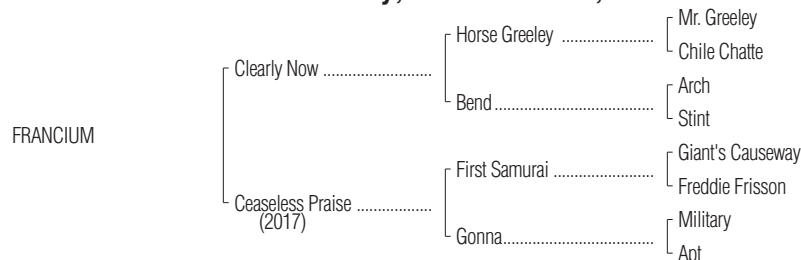 Mr. Greeley
Horse Greeley ....................
Chile Chatte
Clearly Now ..........................
Arch
Bend......................................
Stint
FRANCIUM
Giant's Causeway
First Samurai ........................
Freddie Frisson
Ceaseless Praise ..................
(2017)
Military
Gonna....................................
Apt